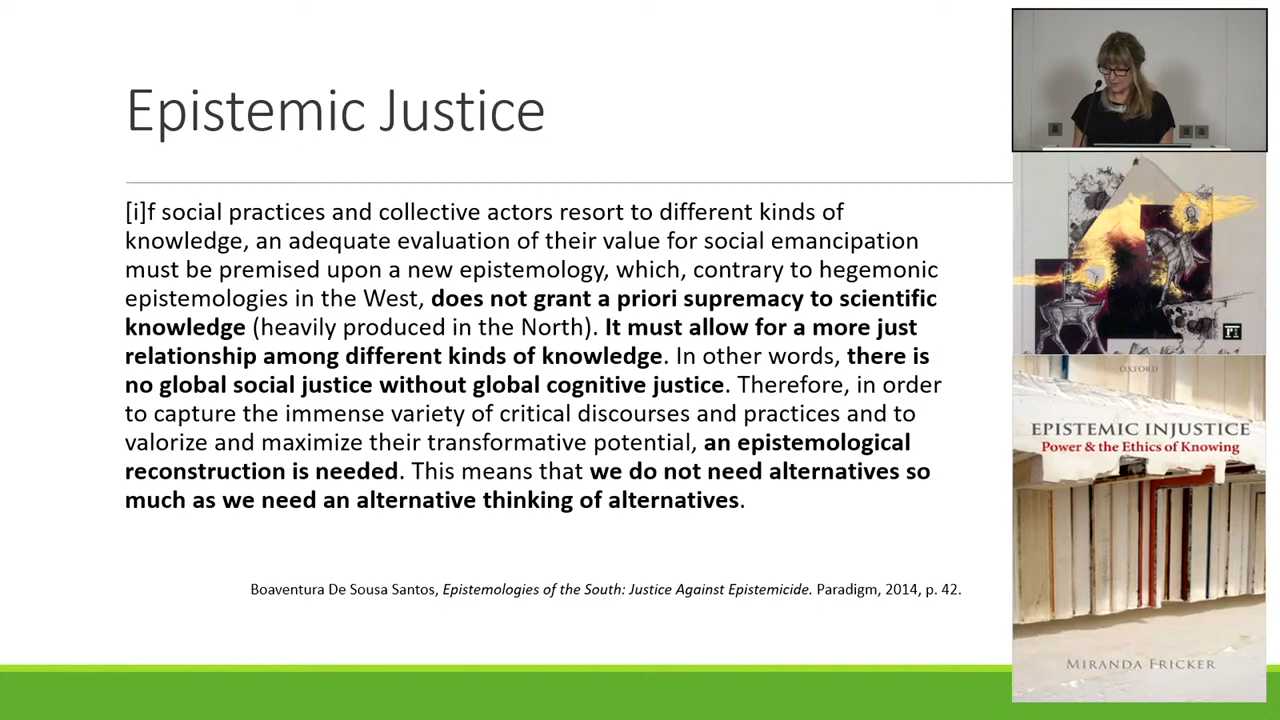 Epistemic Justice
[i]f social practices and collective actors resort to different kinds of
knowledge, an adequate evaluation of their value for social emancipation
must be premised upon a new epistemology, which, contrary to hegemonic
epistemologies in the West, does not grant a priori supremacy to scientific
knowledge (heavily produced in the North). It must allow for a more just
relationship among different kinds of knowledge. In other words, there is
no global social justice without global cognitive justice. Therefore, in order
to capture the immense variety of critical discourses and practices and to
valorize and maximize their transformative potential, an epistemological
reconstruction is needed. This means that we do not need alternatives so
much as we need an alternative thinking of alternatives.
Boaventura De Sousa Santos, Epistemologies of the South: Justice Against Epistemicide. Paradigm, 2014, p. 42.
OXFORD
EPISTEMIC INJUSTICE
Power & the Ethics of Knowing
MIRANDA FRICKER